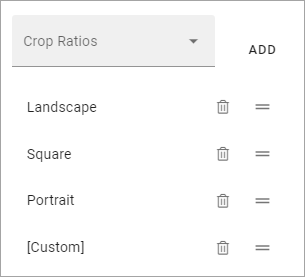 Crop Ratios
ADD
Landscape
Square
Portrait
[Custom]